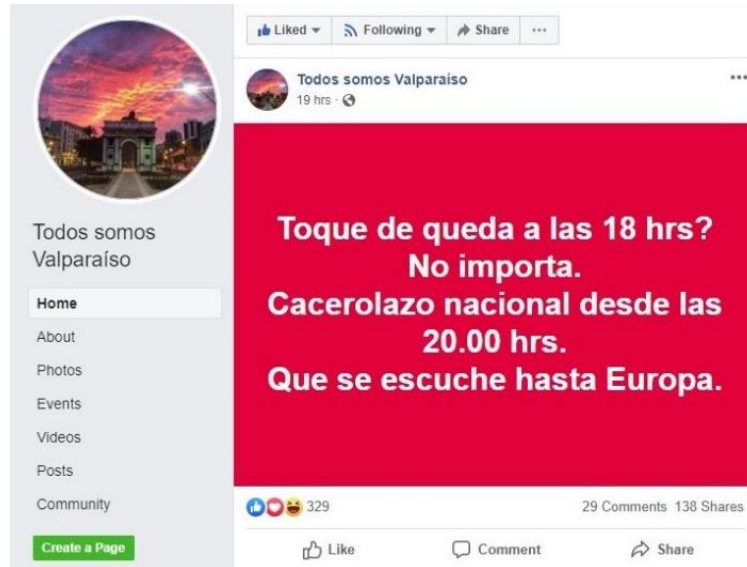 Liked
Following
Share
Todos somos Valparaíso
19 hrs
Toque de queda a las 18 hrs?
No importa.
Cacerolazo nacional desde las
20.00 hrs.
Que se escuche hasta Europa.
329
29 Comments 138 Shares
Like
Comment
Share
Todos somos
Valparaíso
Home
About
Photos
Events
Videos
Posts
Community
Create a Page